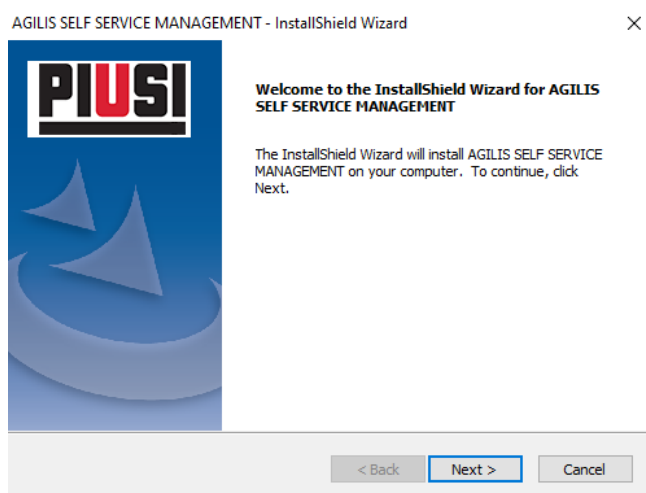 AGILIS SELF SERVICE MANAGEMENT - InstallShield Wizard
PIUSI
Welcome to the InstallShield Wizard for AGILIS
SELF SERVICE MANAGEMENT
The InstallShield Wizard will install AGILIS SELF SERVICE
MANAGEMENT on your computer. To continue, click
Next.
< Back
Next >
Cancel